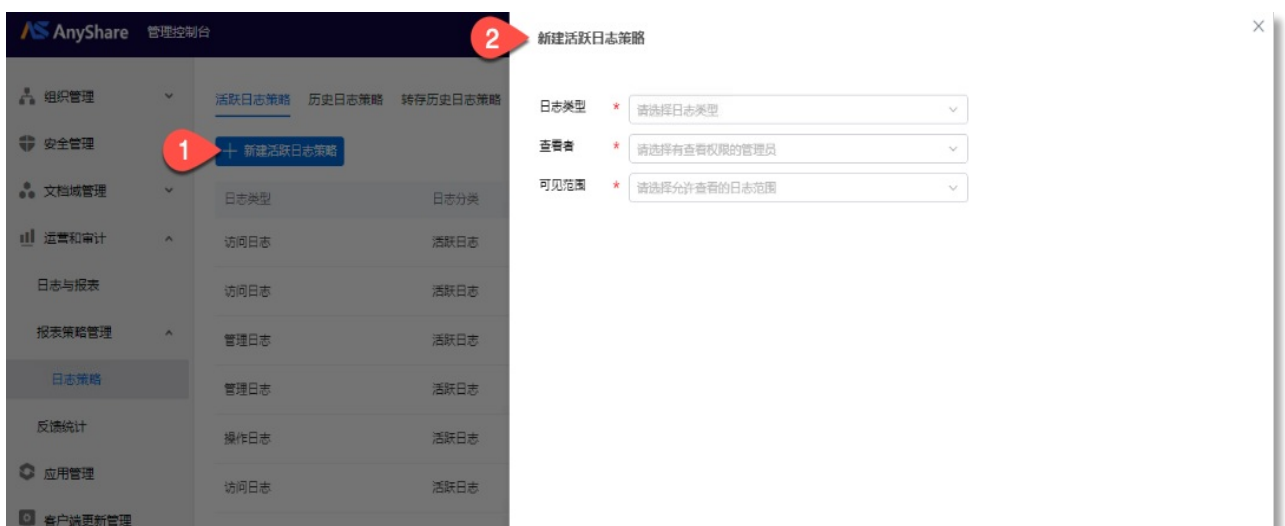 AnyShare 管理控制台
组织管理
安全管理
文档域管理
运营和审计
日志与报表
报表策略管理
日志策略
反馈统计
应用管理
客户端更新管理
活跃日志策略 历史日志策略 转存历史日志策略
1
+ 新建活跃日志策略
日志类型 日志分类
访问日志 活跃日志
访问日志 活跃日志
管理日志 活跃日志
管理日志 活跃日志
操作日志 活跃日志
访问日志 活跃日志
2
新建活跃日志策略
日志类型 * 请选择日志类型
查看者 * 请选择有查看权限的管理员
可见范围 * 请选择允许查看的日志范围